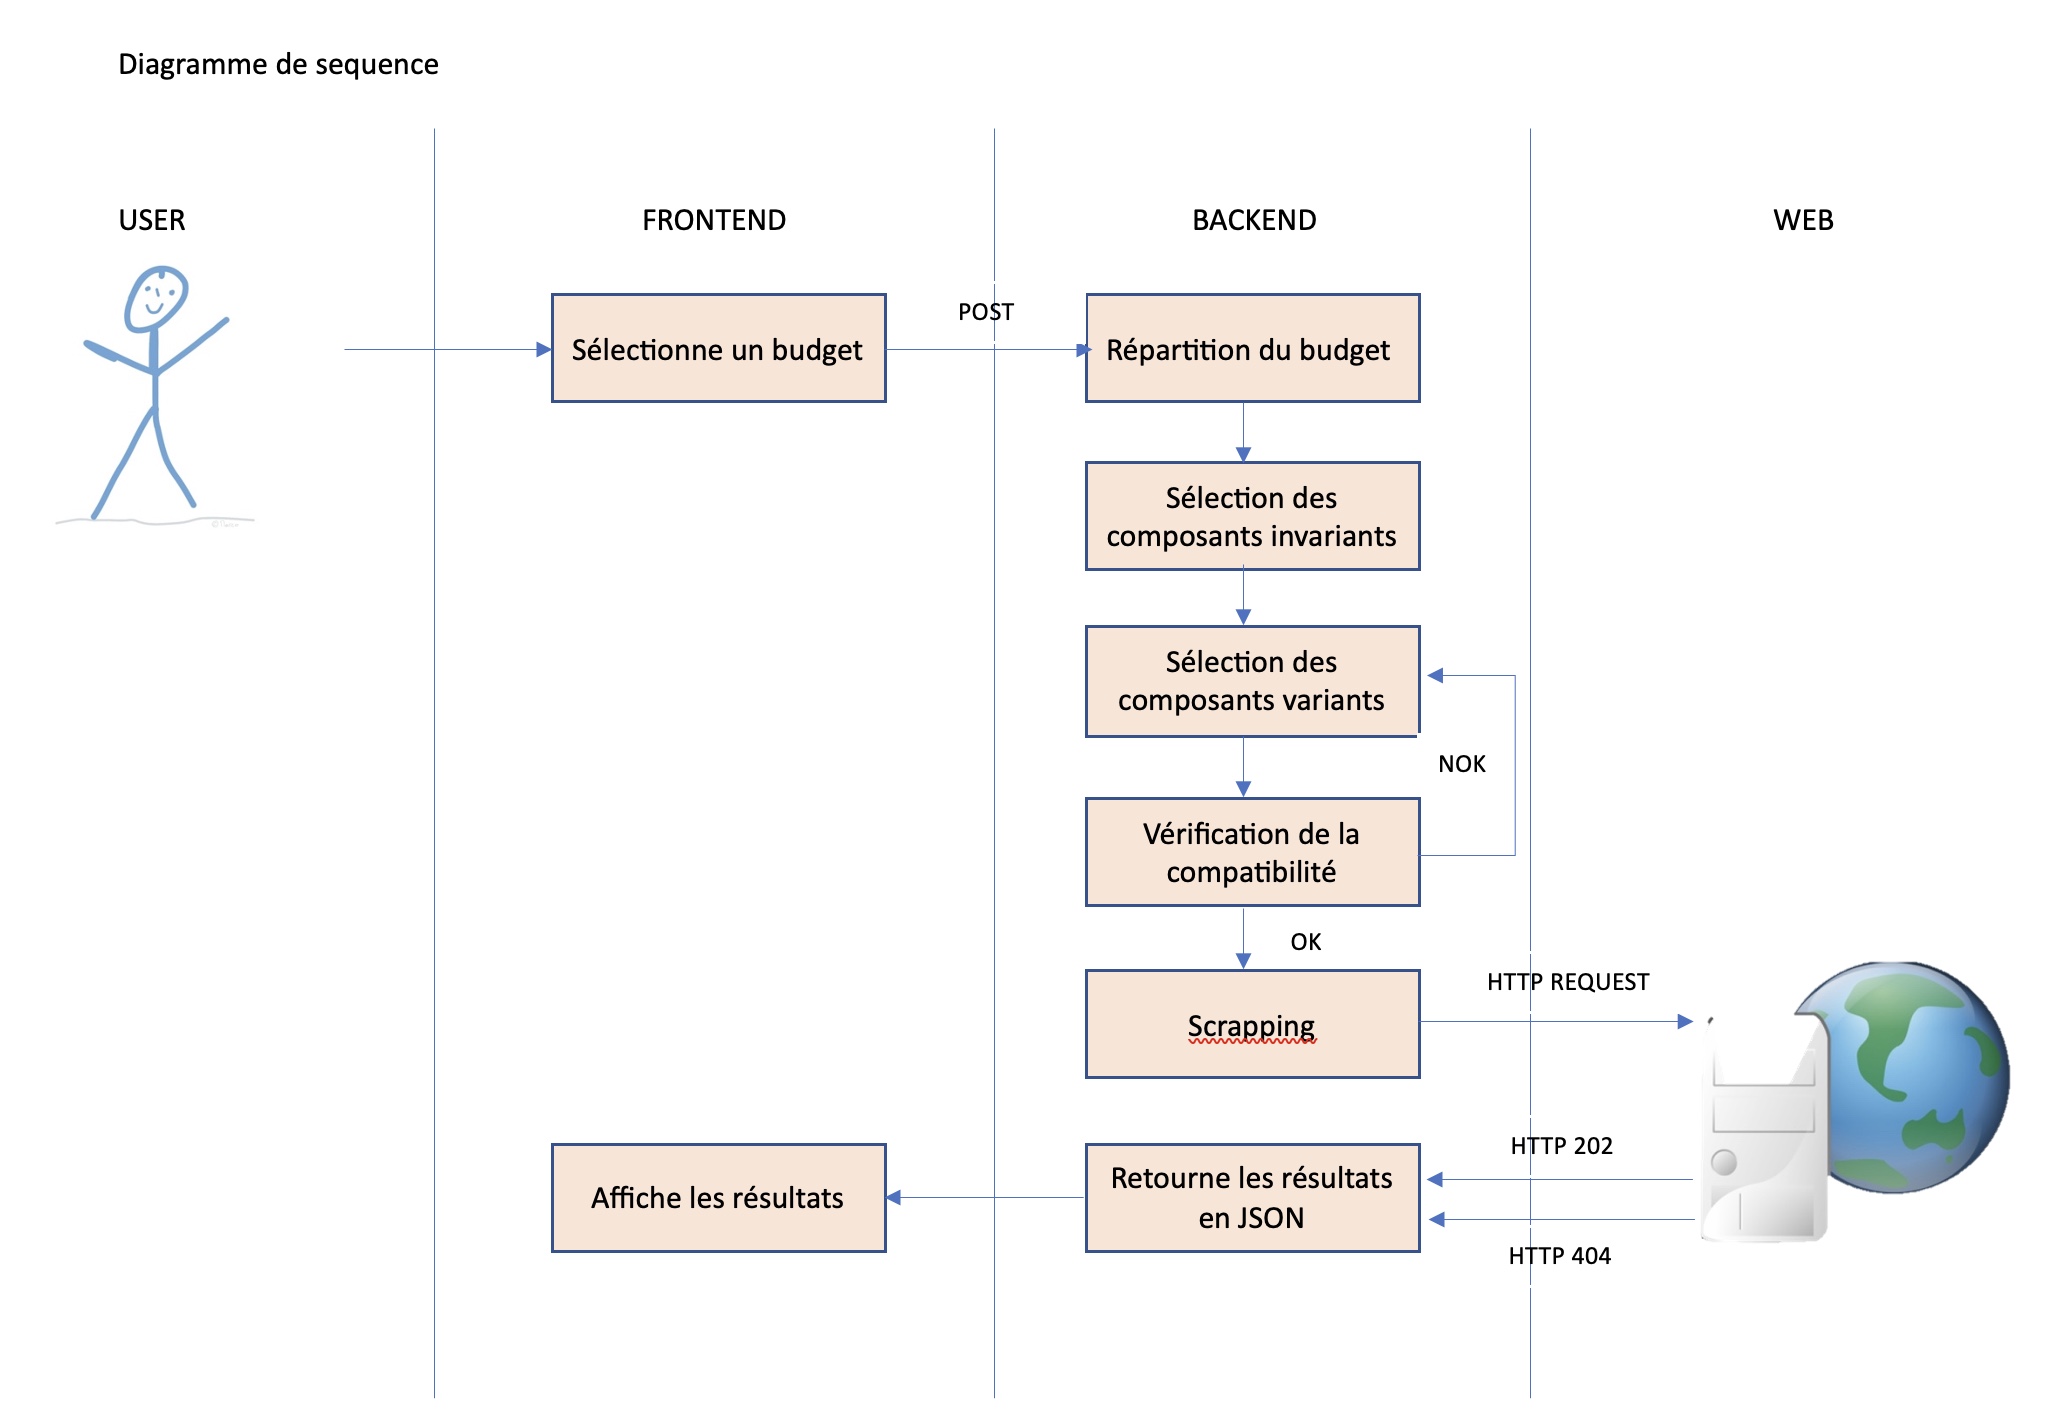 Diagramme de sequence
USER
FRONTEND
BACKEND
WEB
Sélectionne un budget
POST
Répartition du budget
Sélection des
composants invariants
Sélection des
composants variants
NOK
Vérification de la
compatibilité
OK
HTTP REQUEST
Scrapping
HTTP 202
Affiche les résultats
Retourne les résultats
en JSON
HTTP 404